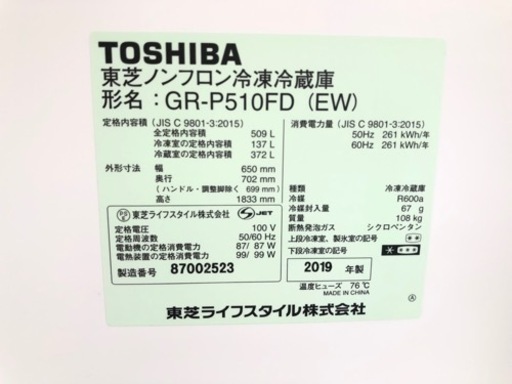 TOSHIBA
東芝ノンフロン冷凍冷蔵庫
形名：GR-P510FD (EW)
定格内容積 (JIS C 9801-3:2015)
全定格内容積 509 L
冷凍室の定格内容積 137 L
冷蔵室の定格内容積 372 L
外形寸法 幅 650 mm
奥行 702 mm
(ハンドル・調整脚除く 699 mm)
高さ 1833 mm
東芝ライフスタイル株式会社 JET
定格電圧 100 V
定格周波数 50/60 Hz
電動機の定格消費電力 87/ 87 W
電熱装置の定格消費電力 99/ 99 W
製造番号 87002523
消費電力量 (JIS C 9801-3:2015)
50Hz 261 kWh/年
60Hz 261 kWh/年
種類 冷凍冷蔵庫
冷媒 R600a
冷媒封入量 67 g
質量 108 kg
断熱発泡ガス シクロペンタン
上段冷凍室、製氷室の記号
下段冷凍室の記号
2019 年製
温度ヒューズ 76℃
MADE IN CHINA
Ⓐ
東芝ライフスタイル株式会社